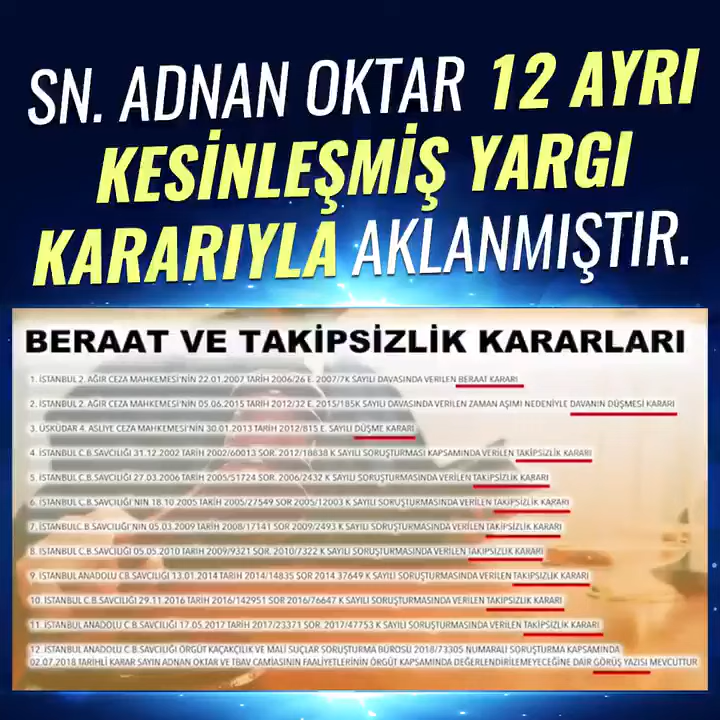 SN. ADNAN OKTAR 12 AYRI
KESİNLEŞMİŞ YARGI
KARARIYLA AKLANMIŞTIR.
BERAAT VE TAKİPSİZLİK KARARLARI
1. İSTANBUL 2. AĞIR CEZA MAHKEMESİ'NİN 22.01.2007 TARİH 2006/26 E. 2007/7K SAYILI DAVASINDA VERİLEN BERAAT KARARI
2. İSTANBUL 2. AĞIR CEZA MAHKEMESİ'NİN 05.06.2015 TARİH 2012/32 E. 2015/185K SAYILI DAVASINDA VERİLEN ZAMAN AŞIMI NEDENİYLE DAVANIN DÜŞMESİ KARARI
3. ÜSKÜDAR 4. ASLİYE CEZA MAHKEMESİ'NİN 30.01.2013 TARİH 2012/815 E. SAYILI DÜŞME KARARI
4. İSTANBUL C.B.SAVCILIĞI 31.12.2002 TARİH 2002/60013 SOR. 2012/18838 K SAYILI SORUŞTURMASI KAPSAMINDA VERİLEN TAKİPSİZLİK KARARI
5. İSTANBUL C.B.SAVCILIĞI 27.03.2006 TARİH 2005/51724 SOR. 2006/2432 K SAYILI SORUŞTURMASINDA VERİLEN TAKİPSİZLİK KARARI
6. İSTANBUL C.B.SAVCILIĞI'NIN 18.10.2005 TARİH 2005/27549 SOR 2005/12003 K SAYILI SORUŞTURMASINDA VERİLEN TAKİPSİZLİK KARARI
7. İSTANBULC.B.SAVCILIĞI'NIN 05.03.2009 TARİH 2008/17141 SOR 2009/2493 K SAYILI SORUŞTURMASINDA VERİLEN TAKİPSİZLİK KARARI
8. İSTANBUL C.B.SAVCILIĞI 05.05.2010 TARİH 2009/9321 SOR. 2010/7322 K SAYILI SORUŞTURMASINDA VERİLEN TAKİPSİZLİK KARARI
9. İSTANBUL ANADOLU CB.SAVCILIĞI 13.01.2014 TARİH 2014/14835 SOR 2014 37649 K SAYILI SORUŞTURMASINDA VERİLEN TAKİPSİZLİK KARARI
10. İSTANBUL C.B.SAVCILIĞI 29.11 2016 TARİH 2016/142951 SOR 2016/76647 K SAYILI SORUŞTURMASINDA VERİLEN TAKİPSİZLİK KARARI
11. İSTANBUL ANADOLU C.B.SAVCILIĞI 17.05.2017 TARİH 2017/23371 SOR. 2017/47753 K SAYILI SORUŞTURMASINDA VERİLEN TAKİPSİZLİK KARARI
12. İSTANBUL ANADOLU C.B.SAVCILIĞI ÖRGÜT KAÇAKÇILIK VE MALİ SUÇLAR SORUŞTURMA BÜROSU 2018/73305 NUMARALI SORUŞTURMA KAPSAMINDA
02.07.2018 TARİHLİ KARAR SAYIN ADNAN OKTAR VE TBAV CAMİASININ FAALİYETLERİNİN ÖRGÜT KAPSAMINDA DEĞERLENDİRİLEMEYECEĞİNE DAİR GÖRÜŞ YAZISI MEVCUTTUR